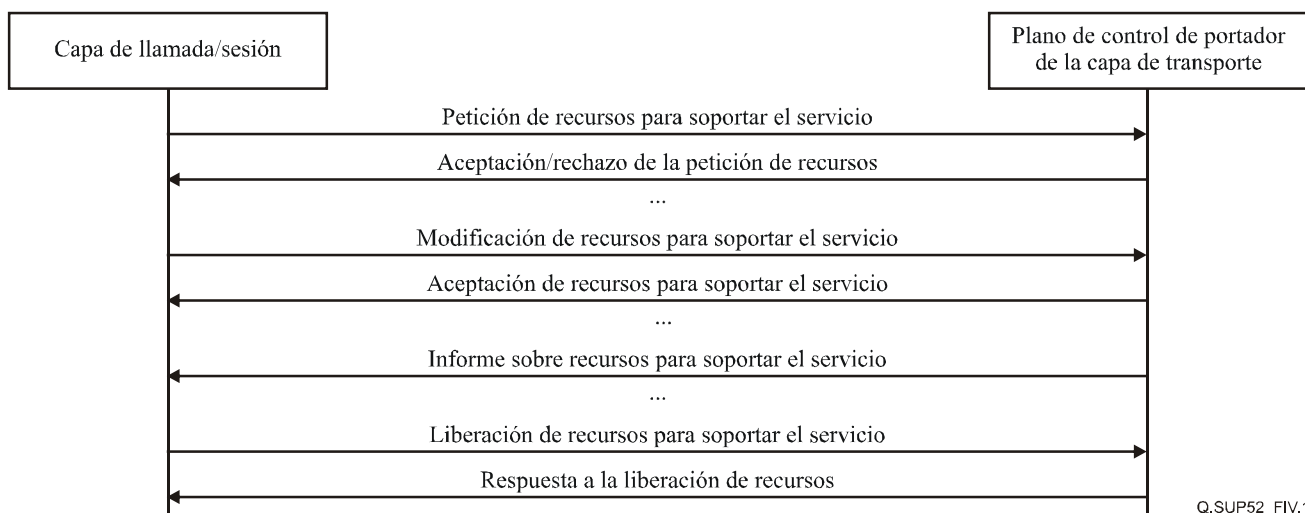 Capa de llamada/sesión
Plano de control de portador
de la capa de transporte
Petición de recursos para soportar el servicio
Aceptación/rechazo de la petición de recursos
...
Modificación de recursos para soportar el servicio
Aceptación de recursos para soportar el servicio
...
Informe sobre recursos para soportar el servicio
...
Liberación de recursos para soportar el servicio
Respuesta a la liberación de recursos
Q.SUP52_FIV.1